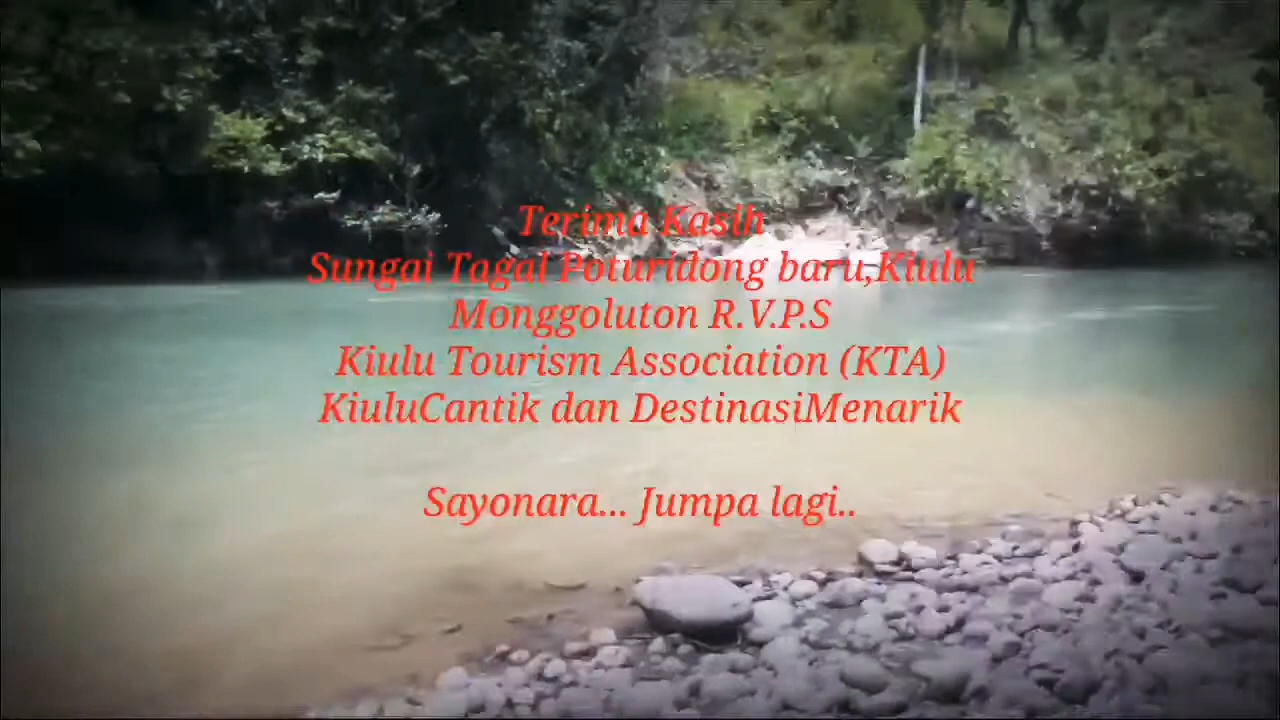 Terima Kasih
Sungai Tagal Poturidong baru,Kiulu
Monggoluton R.V.P.S
Kiulu Tourism Association (KTA)
KiuluCantik dan DestinasiMenarik
Sayonara... Jumpa lagi..